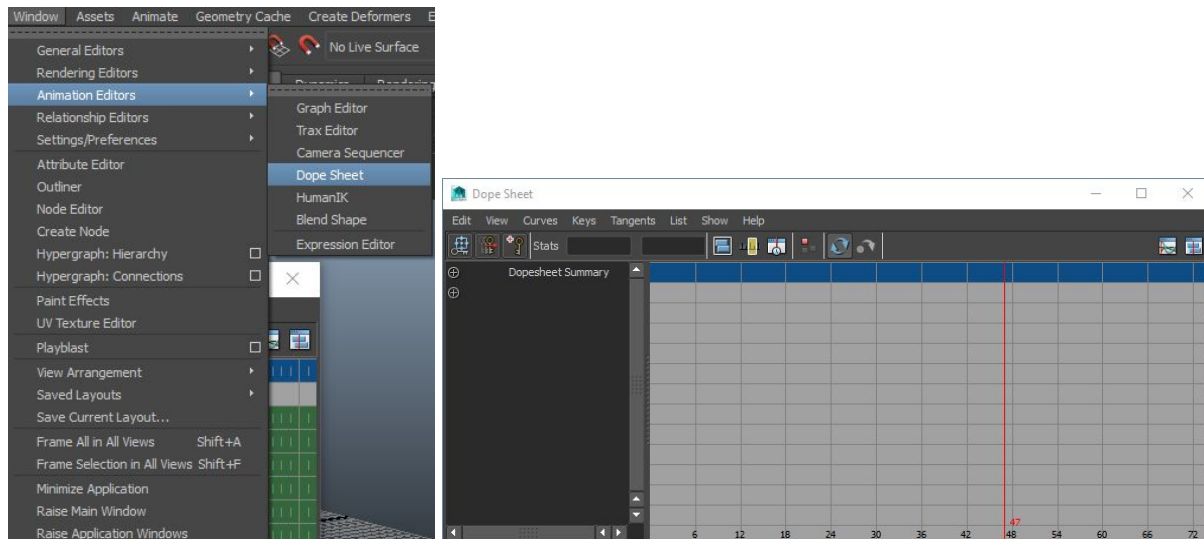 Window Assets Animate Geometry Cache Create Deformers
No Live Surface
General Editors
Rendering Editors
Animation Editors
Relationship Editors
Settings/Preferences
Attribute Editor
Outliner
Node Editor
Create Node
Hypergraph: Hierarchy
Hypergraph: Connections
Paint Effects
UV Texture Editor
Playblast
View Arrangement
Saved Layouts
Save Current Layout...
Frame All in All Views Shift+A
Frame Selection in All Views Shift+F
Minimize Application
Raise Main Window
Raise Application Windows
Graph Editor
Trax Editor
Camera Sequencer
Dope Sheet
HumanIK
Blend Shape
Expression Editor
Dope Sheet
Edit View Curves Keys Tangents List Show Help
Stats
Dopesheet Summary
47
6 12 18 24 30 36 42 48 54 60 66 72